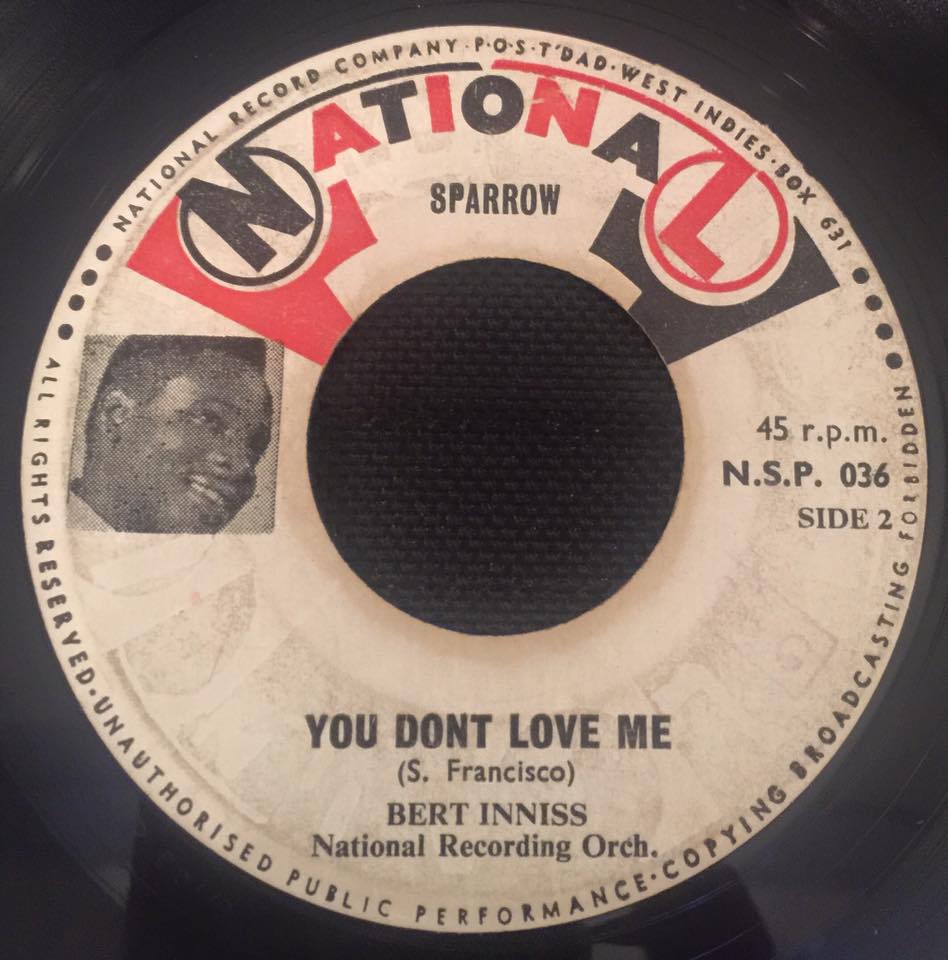 NATIONAL RECORD COMPANY·P·O·S·T'DAD·WEST INDIES·BOX 631
NATIONAL
SPARROW
45 r.p.m.
N.S.P. 036
SIDE 2
YOU DONT LOVE ME
(S. Francisco)
BERT INNISS
National Recording Orch.
ALL RIGHTS RESERVED·UNAUTHORISED PUBLIC PERFORMANCE·COPYING BROADCASTING FORBIDDEN